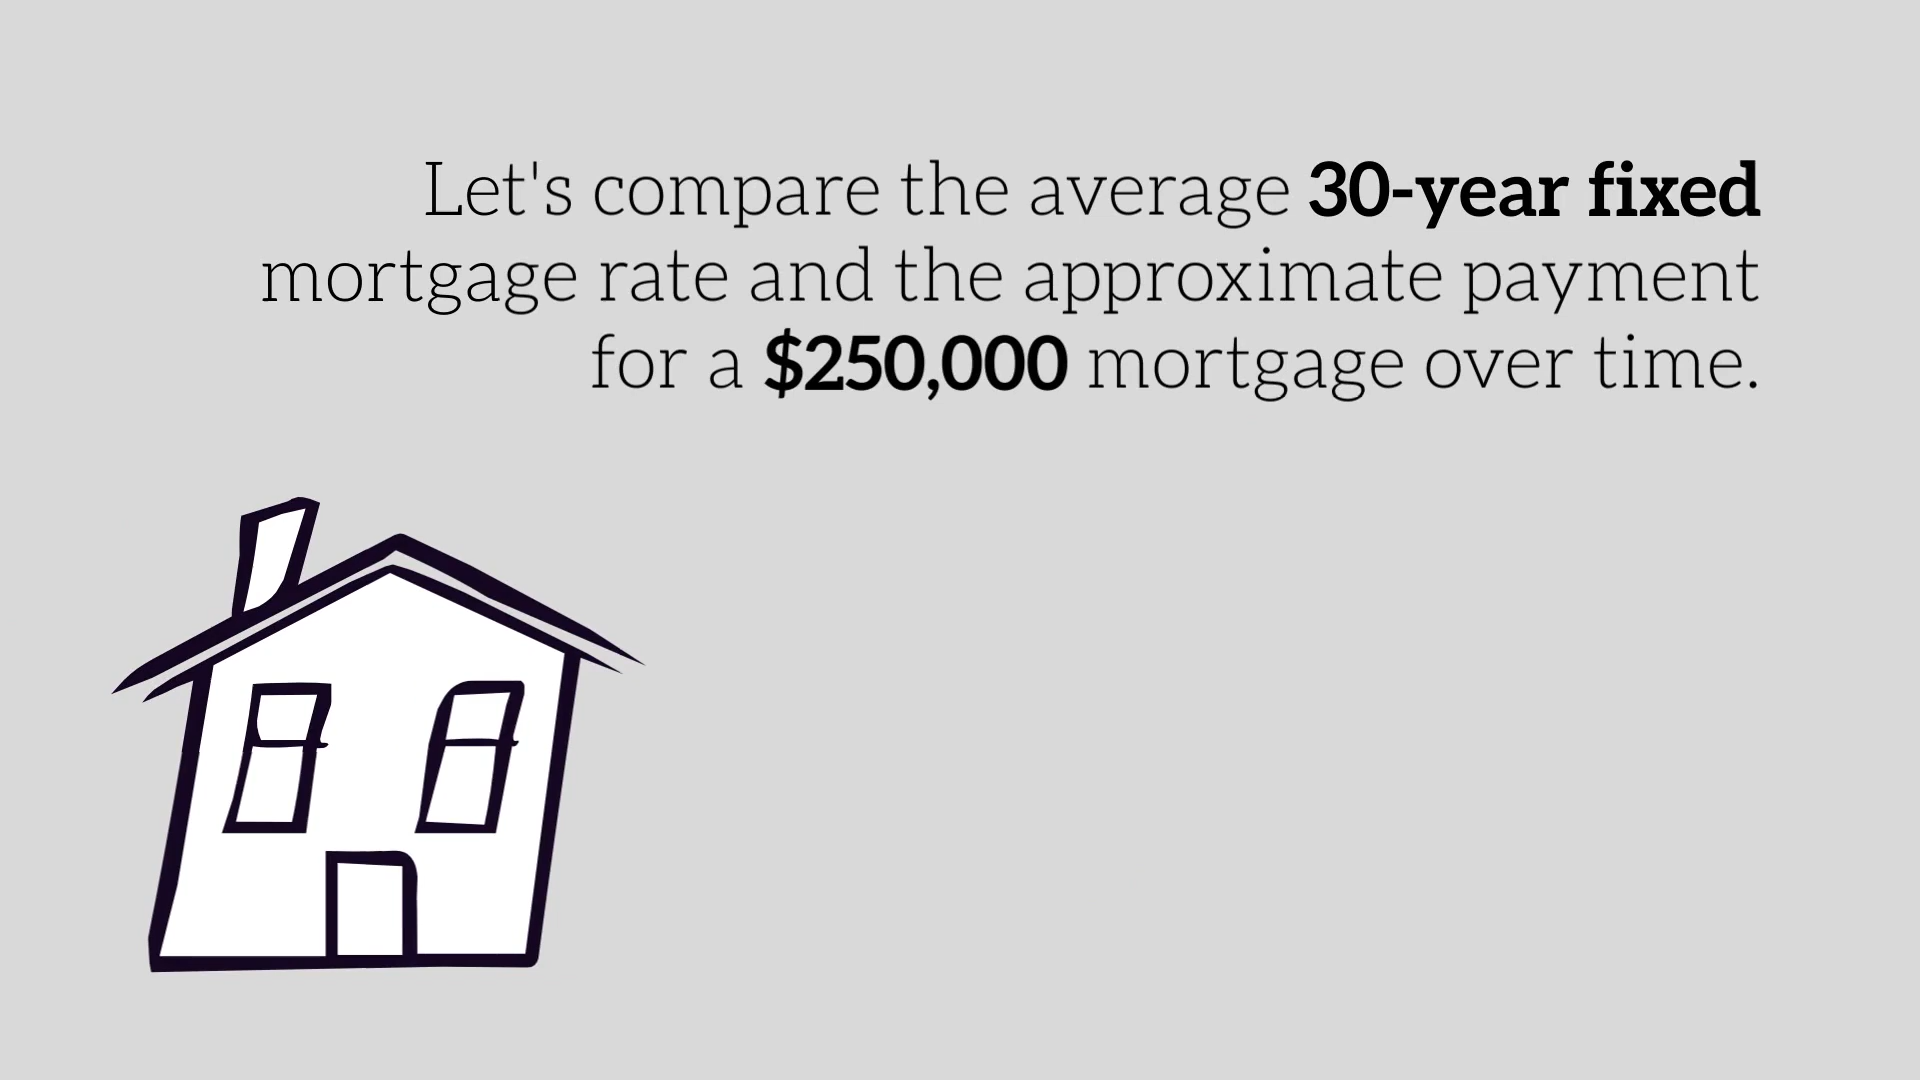 Let's compare the average 30-year fixed
mortgage rate and the approximate payment
for a $250,000 mortgage over time.